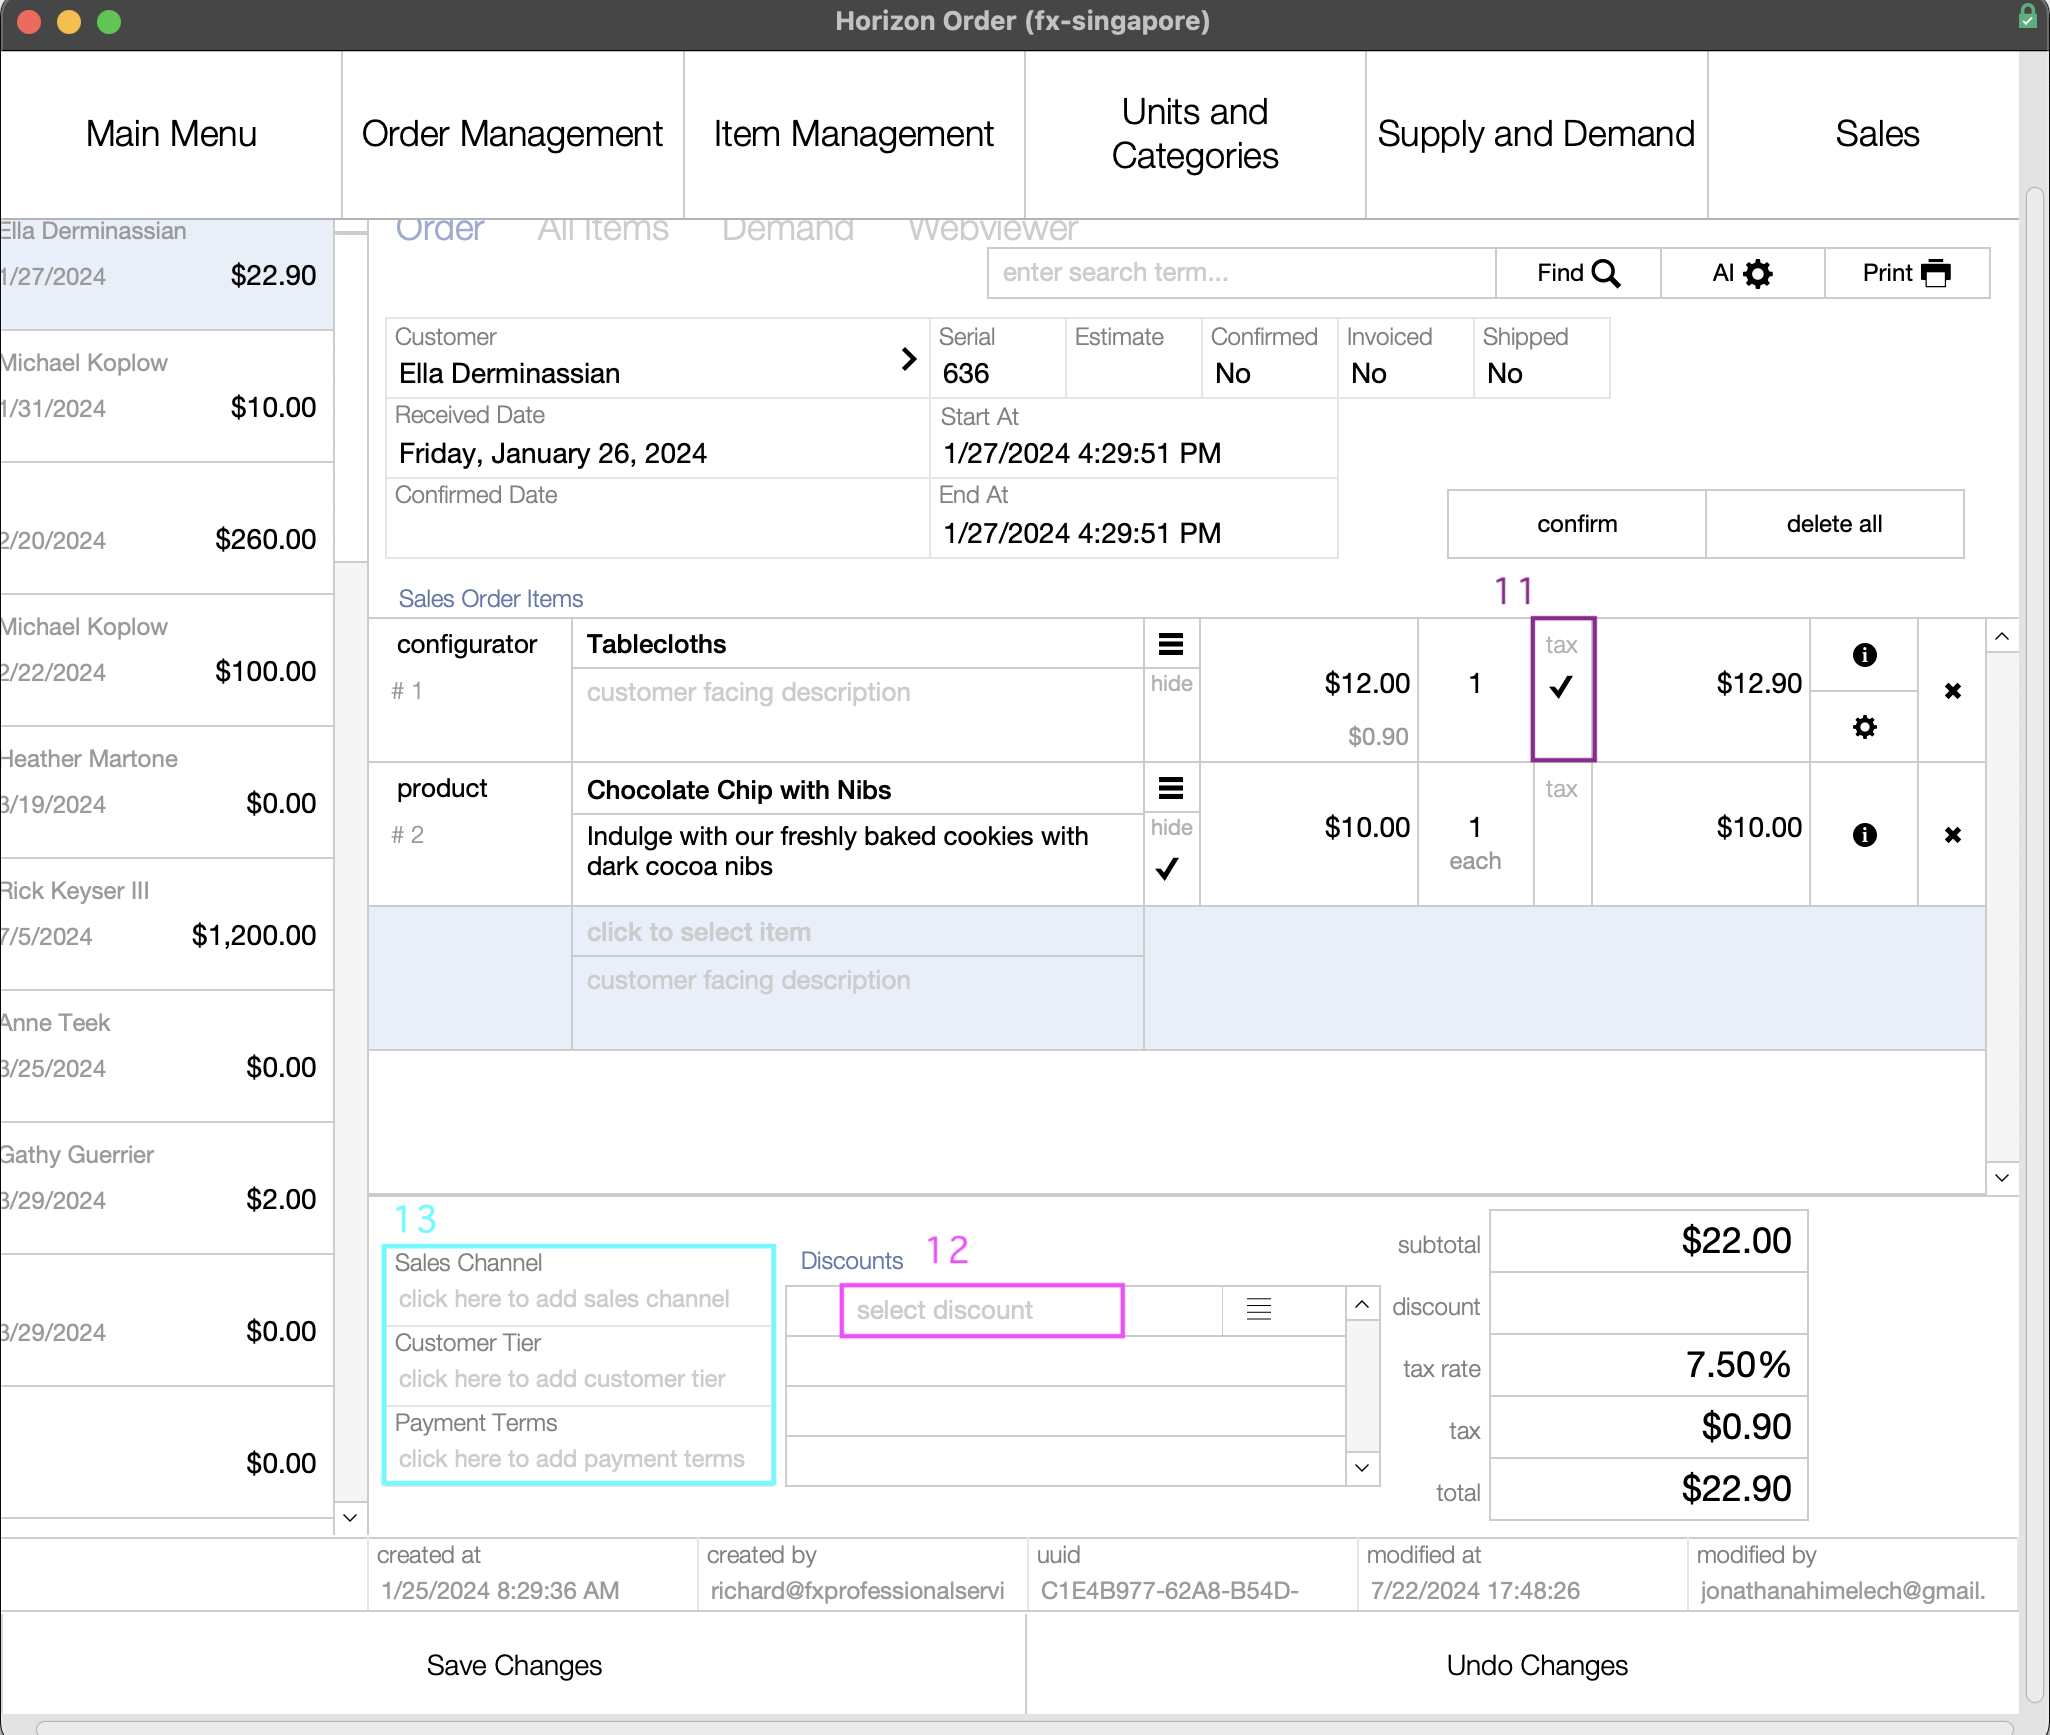 Horizon Order (fx-singapore)
Main Menu
Order Management
Item Management
Units and
Categories
Supply and Demand
Sales
Ella Derminassian
1/27/2024
$22.90
Michael Koplow
1/31/2024
$10.00
2/20/2024
$260.00
Michael Koplow
2/22/2024
$100.00
Heather Martone
3/19/2024
$0.00
Rick Keyser III
7/5/2024
$1,200.00
Anne Teek
3/25/2024
$0.00
Gathy Guerrier
3/29/2024
$2.00
3/29/2024
$0.00
$0.00
Order
All Items
Demand
Webviewer
enter search term...
Find
AI
Print
Customer
Ella Derminassian
Serial
636
Estimate
Confirmed
No
Invoiced
No
Shipped
No
Received Date
Friday, January 26, 2024
Start At
1/27/2024 4:29:51 PM
Confirmed Date
End At
1/27/2024 4:29:51 PM
confirm
delete all
11
Sales Order Items
configurator
# 1
Tablecloths
customer facing description
hide
$12.00
$0.90
1
tax
$12.90
product
# 2
Chocolate Chip with Nibs
Indulge with our freshly baked cookies with
dark cocoa nibs
hide
$10.00
1
each
tax
$10.00
click to select item
customer facing description
13
Sales Channel
click here to add sales channel
Customer Tier
click here to add customer tier
Payment Terms
click here to add payment terms
Discounts
12
select discount
subtotal
$22.00
discount
tax rate
7.50%
tax
$0.90
total
$22.90
created at
1/25/2024 8:29:36 AM
created by
richard@fxprofessionalservi
uuid
C1E4B977-62A8-B54D-
modified at
7/22/2024 17:48:26
modified by
jonathanahimelech@gmail.
Save Changes
Undo Changes